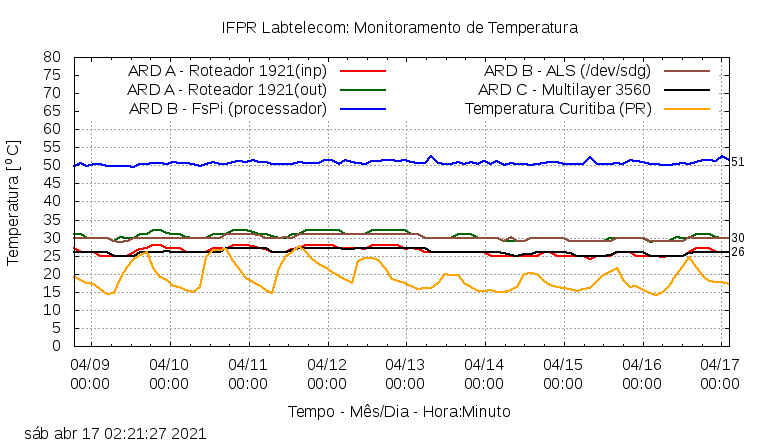 IFPR Labtelecom: Monitoramento de Temperatura
Temperatura [ ° C]
80
75
70
65
60
55
50
45
40
35
30
25
20
15
10
5
0
ARD A - Roteador 1921(inp)
ARD A - Roteador 1921(out)
ARD B - FsPi (processador)
ARD B - ALS (/dev/sdg)
ARD C - Multilayer 3560
Temperatura Curitiba (PR)
51
30
26
04/09 04/10 04/11 04/12 04/13 04/14 04/15 04/16 04/17
00:00 00:00 00:00 00:00 00:00 00:00 00:00 00:00 00:00
Tempo - Mês/Dia - Hora:Minuto
sáb abr 17 02:21:27 2021